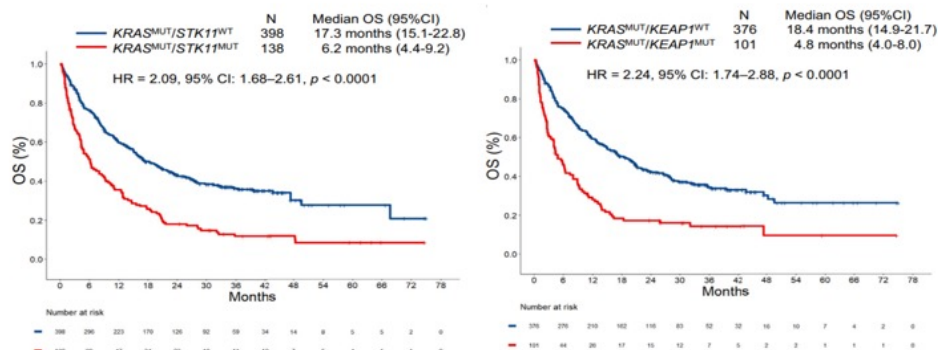 N Median OS (95%CI)
KRASMUT/STK11WT 398 17.3 months (15.1-22.8)
KRASMUT/STK11MUT 138 6.2 months (4.4-9.2)
HR = 2.09, 95% CI: 1.68–2.61, p < 0.0001
1.0
0.8
0.6
0.4
0.2
0.0
OS (%)
0 6 12 18 24 30 36 42 48 54 60 66 72 78
Months
Number at risk
398 296 223 179 126 92 59 34 14 8 5 5 2 0
N Median OS (95%CI)
KRASMUT/KEAP1WT 376 18.4 months (14.9-21.7)
KRASMUT/KEAP1MUT 101 4.8 months (4.0-8.0)
HR = 2.24, 95% CI: 1.74–2.88, p < 0.0001
1.0
0.8
0.6
0.4
0.2
0.0
OS (%)
0 6 12 18 24 30 36 42 48 54 60 66 72 78
Months
Number at risk
376 276 210 162 116 83 52 32 16 10 7 4 2 0
101 44 26 17 15 12 7 5 2 2 1 1 1 0